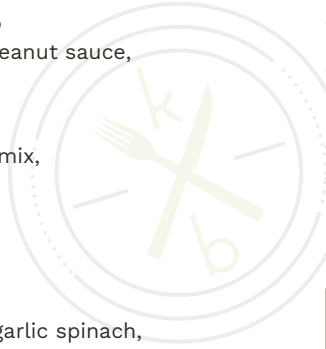 eanut sauce,
mix,
k
b
garlic spinach,